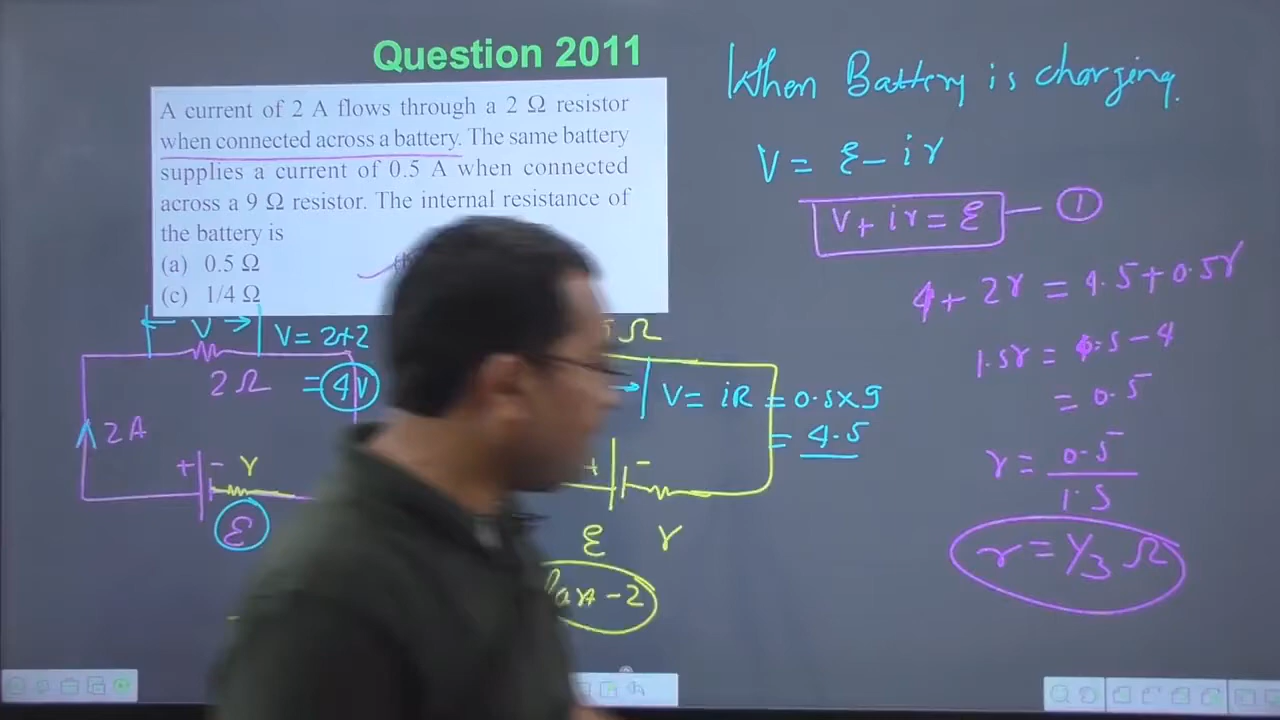 Question 2011
A current of 2 A flows through a 2 Ω resistor
when connected across a battery. The same battery
supplies a current of 0.5 A when connected
across a 9 Ω resistor. The internal resistance of
the battery is
(a) 0.5 Ω
(c) 1/4 Ω
V
V = 2+2
= 4V
2 Ω
2 A
+ - r
ε
Ω
V = iR = 0.5×9
= 4.5
+ -
ε r
-2
When Battery is charging.
V = ε - ir
V + ir = ε - 1
4 + 2r = 4.5 + 0.5r
1.5r = 4.5 - 4
= 0.5
r = 0.5
1.5
r = 1/3 Ω